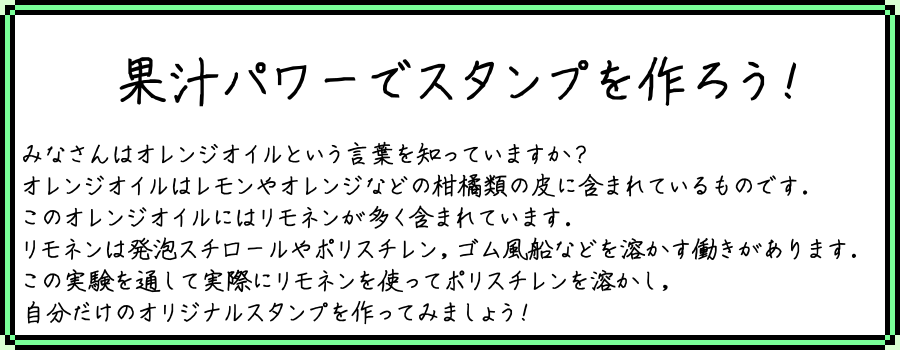 果汁パワーでスタンプを作ろう!
みなさんはオレンジオイルという言葉を知っていますか?
オレンジオイルはレモンやオレンジなどの柑橘類の皮に含まれているものです.
このオレンジオイルにはリモネンが多く含まれています.
リモネンは発泡スチロールやポリスチレン,ゴム風船などを溶かす働きがあります.
この実験を通して実際にリモネンを使ってポリスチレンを溶かし,
自分だけのオリジナルスタンプを作ってみましょう!